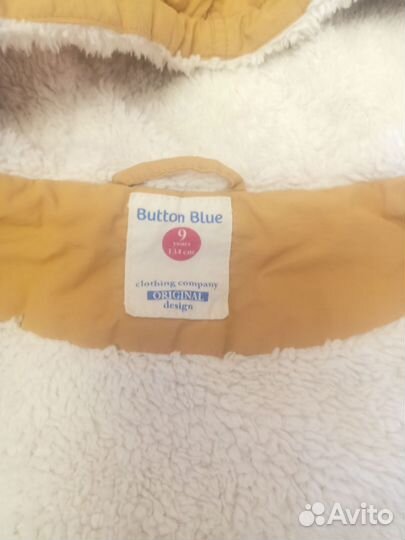 Button Blue
9
years
134 cm
clothing company
ORIGINAL
design
Avito